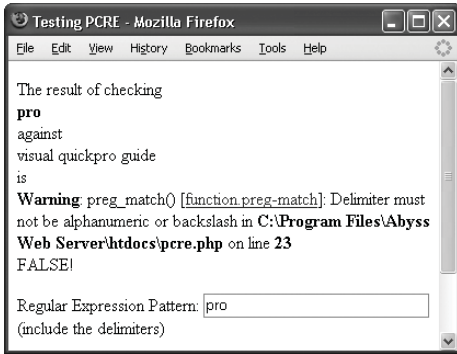 Testing PCRE - Mozilla Firefox
File Edit View History Bookmarks Tools Help
The result of checking
pro
against
visual quickpro guide
is
Warning: preg_match() [function.preg-match]: Delimiter must
not be alphanumeric or backslash in C:\Program Files\Abyss
Web Server\htdocs\pcre.php on line 23
FALSE!
Regular Expression Pattern: pro
(include the delimiters)